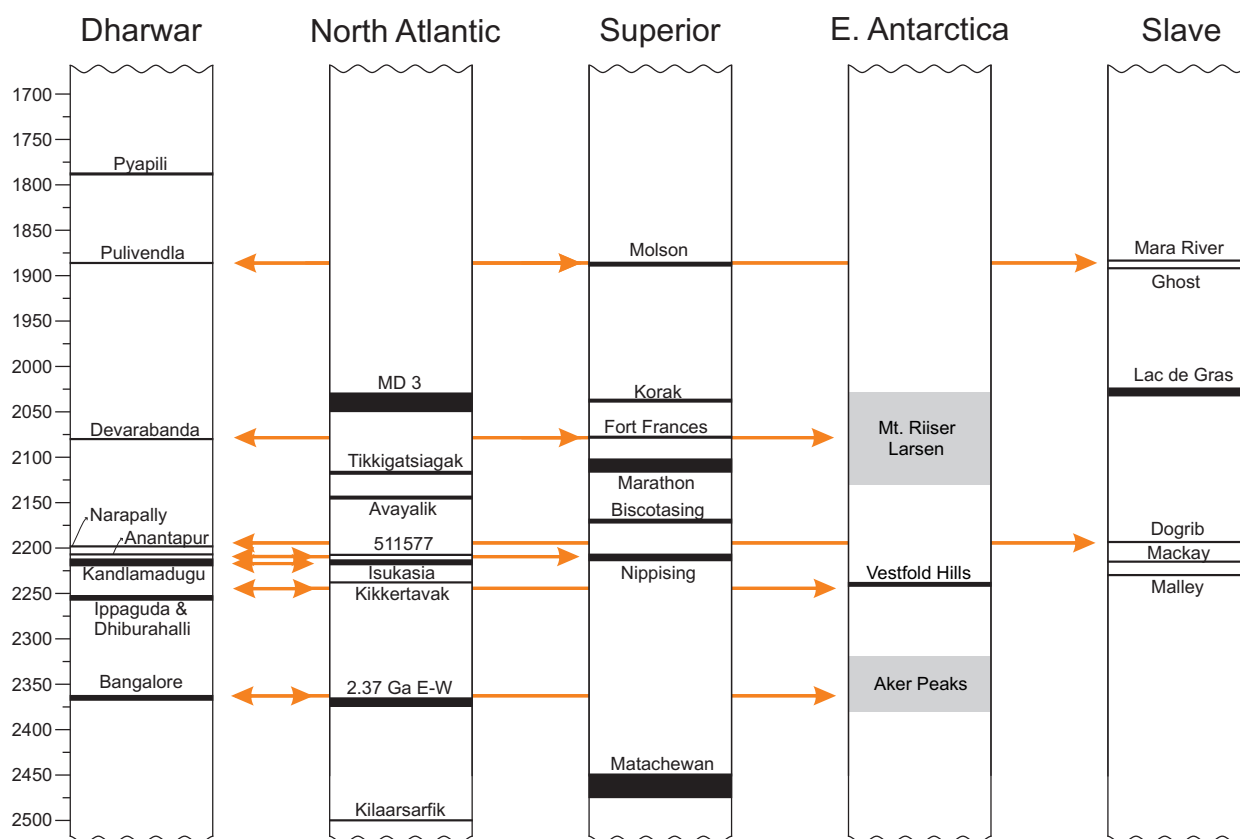 Dharwar
North Atlantic
Superior
E. Antarctica
Slave
1700
1750
1800
1850
1900
1950
2000
2050
2100
2150
2200
2250
2300
2350
2400
2450
2500
Pyapili
Pulivendla
Devarabanda
Narapally
Anantapur
Kandlamadugu
Ippaguda &
Dhiburahalli
Bangalore
MD 3
Tikkigatsiagak
Avayalik
511577
Isukasia
Kikkertavak
2.37 Ga E-W
Kilaarsarfik
Molson
Korak
Fort Frances
Marathon
Biscotasing
Nippising
Matachewan
Mt. Riiser
Larsen
Vestfold Hills
Aker Peaks
Mara River
Ghost
Lac de Gras
Dogrib
Mackay
Malley